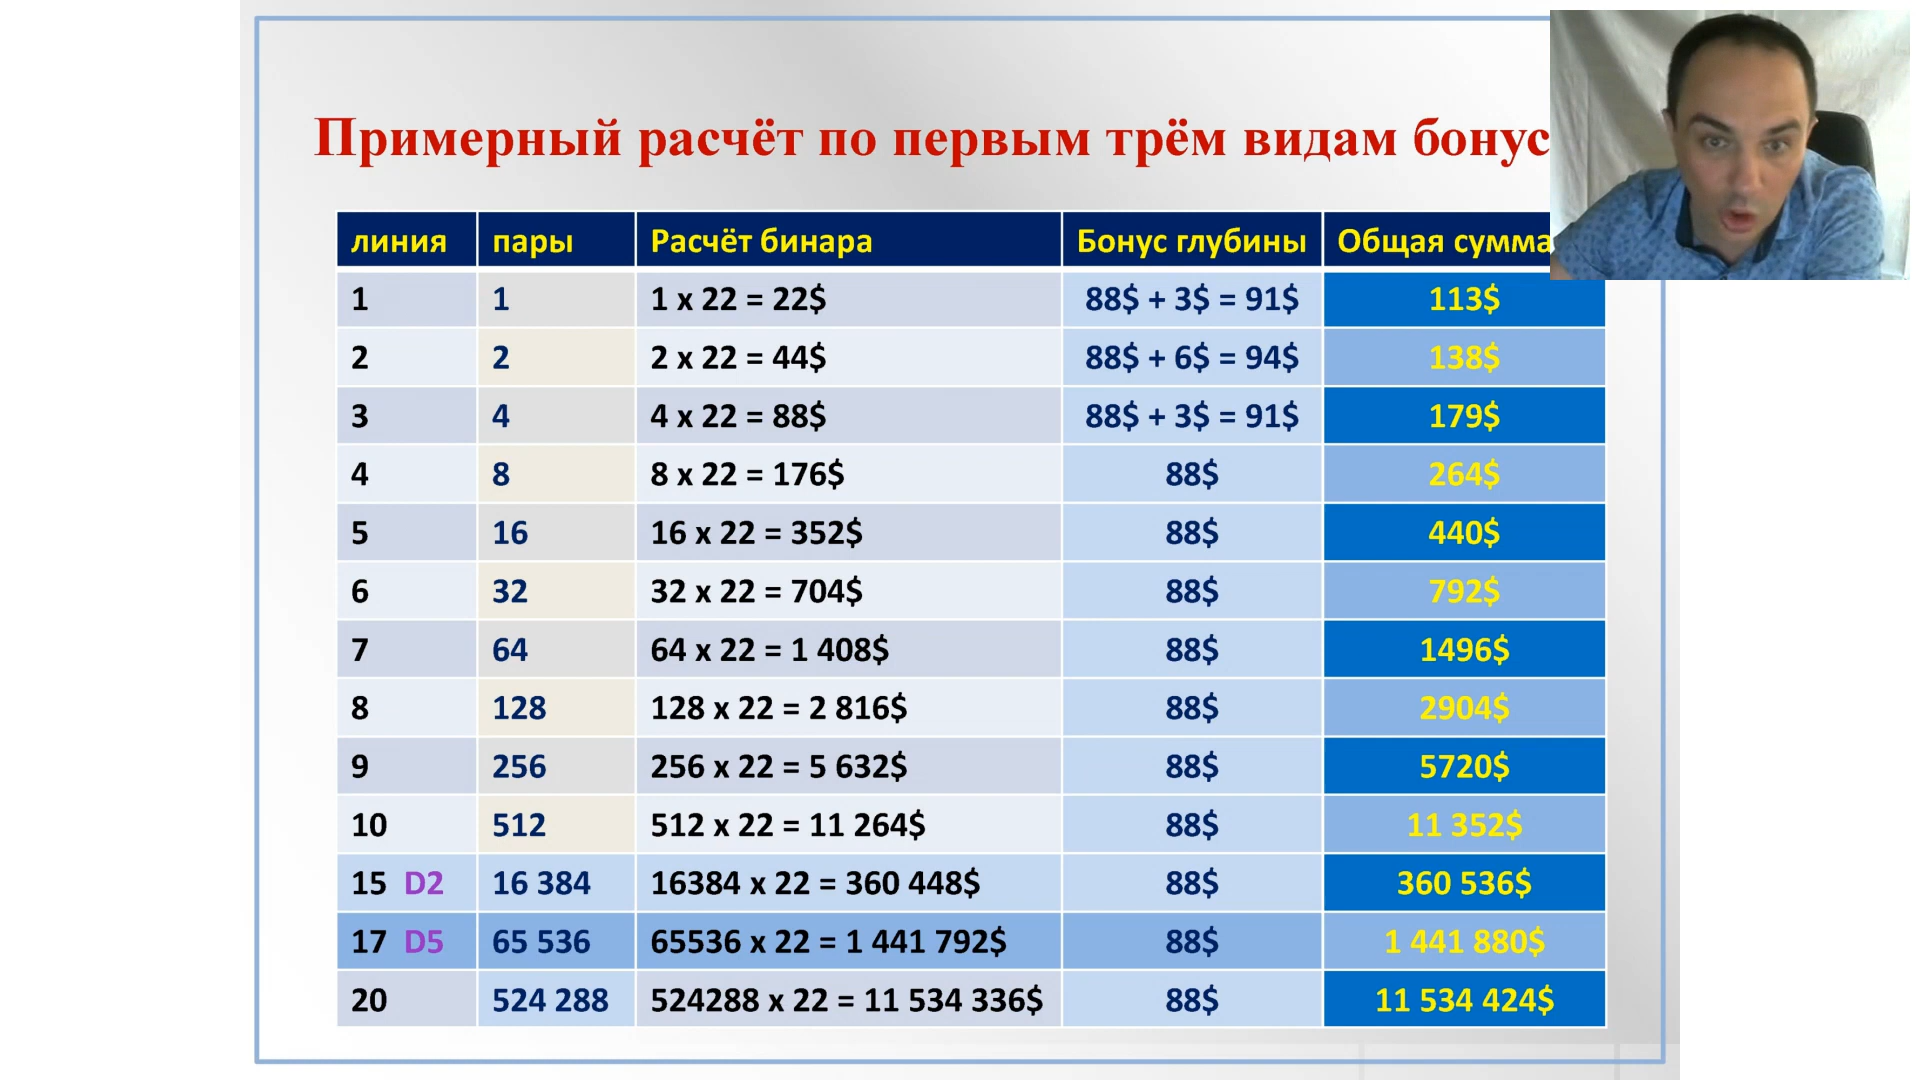 Примерный расчёт по первым трём видам бонус
линия пары Расчёт бинара Бонус глубины Общая сумма
1 1 1 x 22 = 22$ 88$ + 3$ = 91$ 113$
2 2 2 x 22 = 44$ 88$ + 6$ = 94$ 138$
3 4 4 x 22 = 88$ 88$ + 3$ = 91$ 179$
4 8 8 x 22 = 176$ 88$ 264$
5 16 16 x 22 = 352$ 88$ 440$
6 32 32 x 22 = 704$ 88$ 792$
7 64 64 x 22 = 1 408$ 88$ 1496$
8 128 128 x 22 = 2 816$ 88$ 2904$
9 256 256 x 22 = 5 632$ 88$ 5720$
10 512 512 x 22 = 11 264$ 88$ 11 352$
15 D2 16 384 16384 x 22 = 360 448$ 88$ 360 536$
17 D5 65 536 65536 x 22 = 1 441 792$ 88$ 1 441 880$
20 524 288 524288 x 22 = 11 534 336$ 88$ 11 534 424$